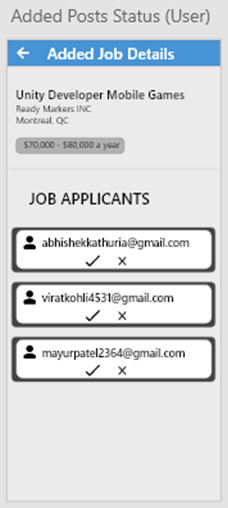 Added Posts Status (User)
Added Job Details
Unity Developer Mobile Games
Ready Markers INC
Montreal, QC
$70,000 - $80,000 a year
JOB APPLICANTS
abhishekkathuria@gmail.com
viratkohli4531@gmail.com
mayurpatel2364@gmail.com